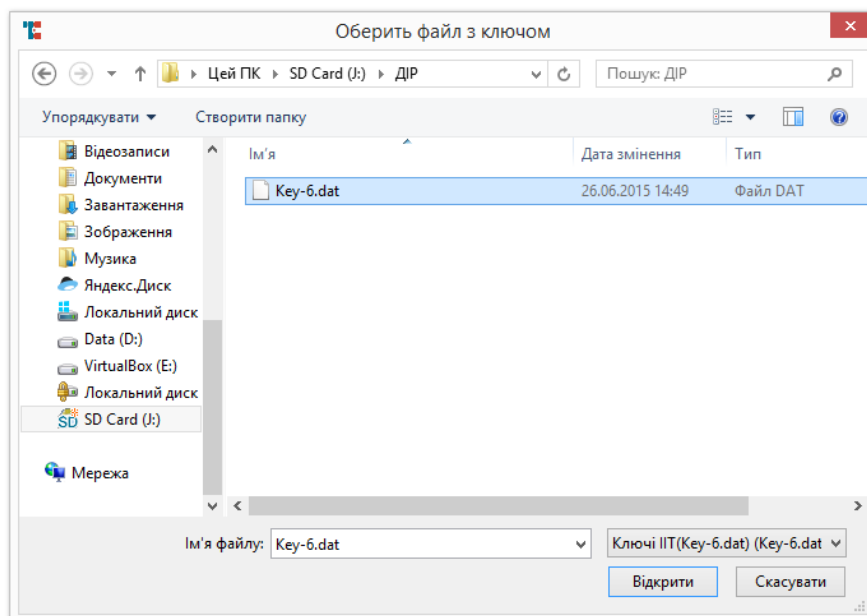 Оберить файл з ключом
Цей ПК SD Card (J:) ДІР
Пошук: ДІР
Упорядкувати Створити папку
Ім'я Дата змінення Тип
Key-6.dat 26.06.2015 14:49 Файл DAT
Відеозаписи
Документи
Завантаження
Зображення
Музика
Яндекс.Диск
Локальний диск
Data (D:)
VirtualBox (E:)
Локальний диск
SD Card (J:)
Мережа
Ім'я файлу: Key-6.dat
Ключі ІІТ(Key-6.dat) (Key-6.dat
Відкрити Скасувати